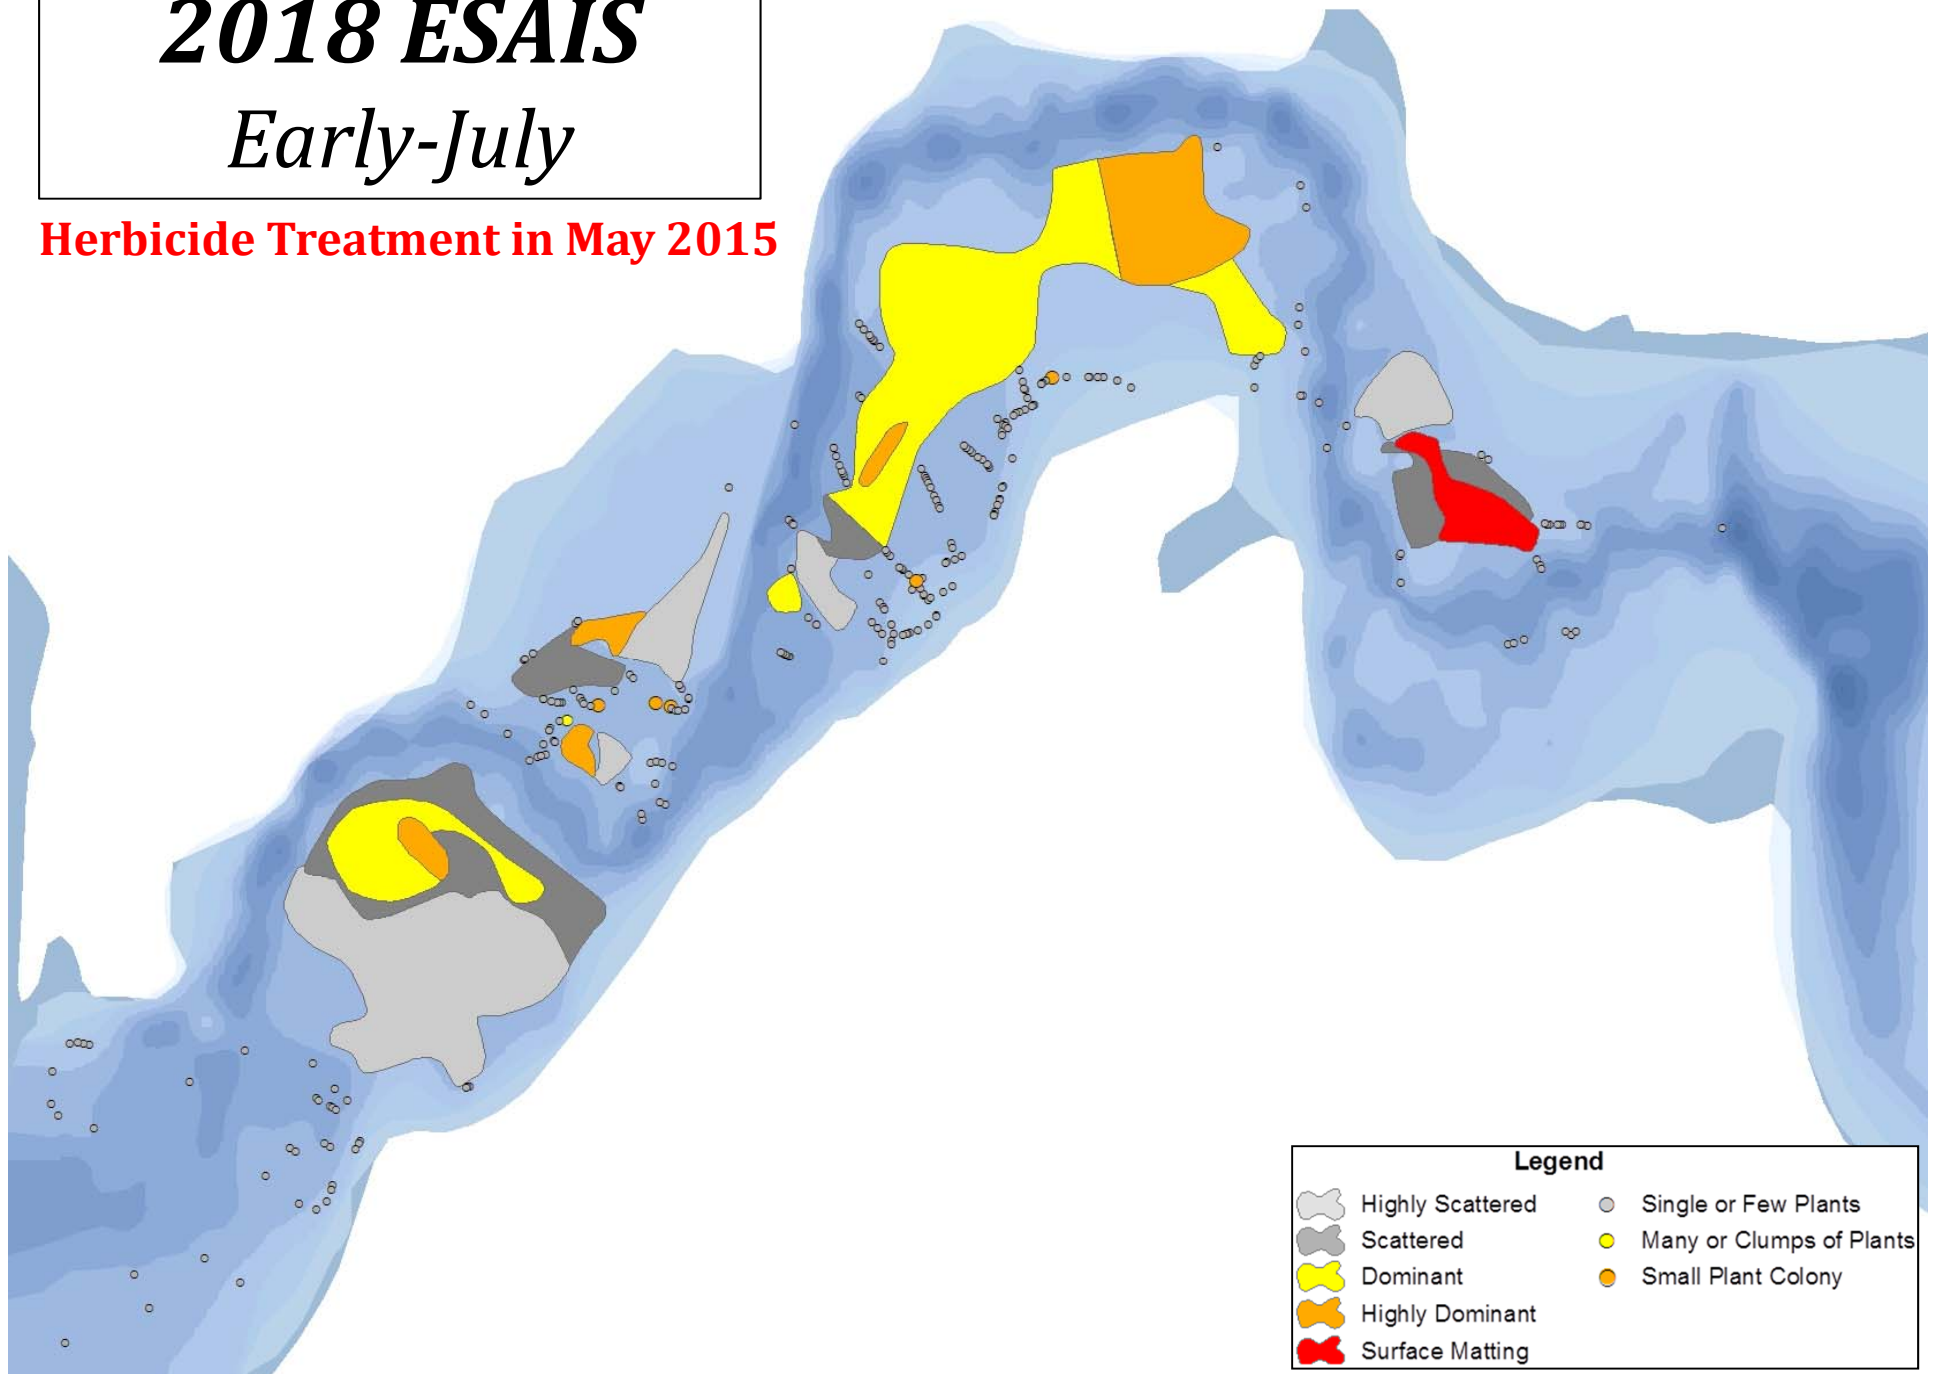 2018 ESAIS
Early-July
Herbicide Treatment in May 2015
Legend
Highly Scattered
Scattered
Dominant
Highly Dominant
Surface Matting
Single or Few Plants
Many or Clumps of Plants
Small Plant Colony